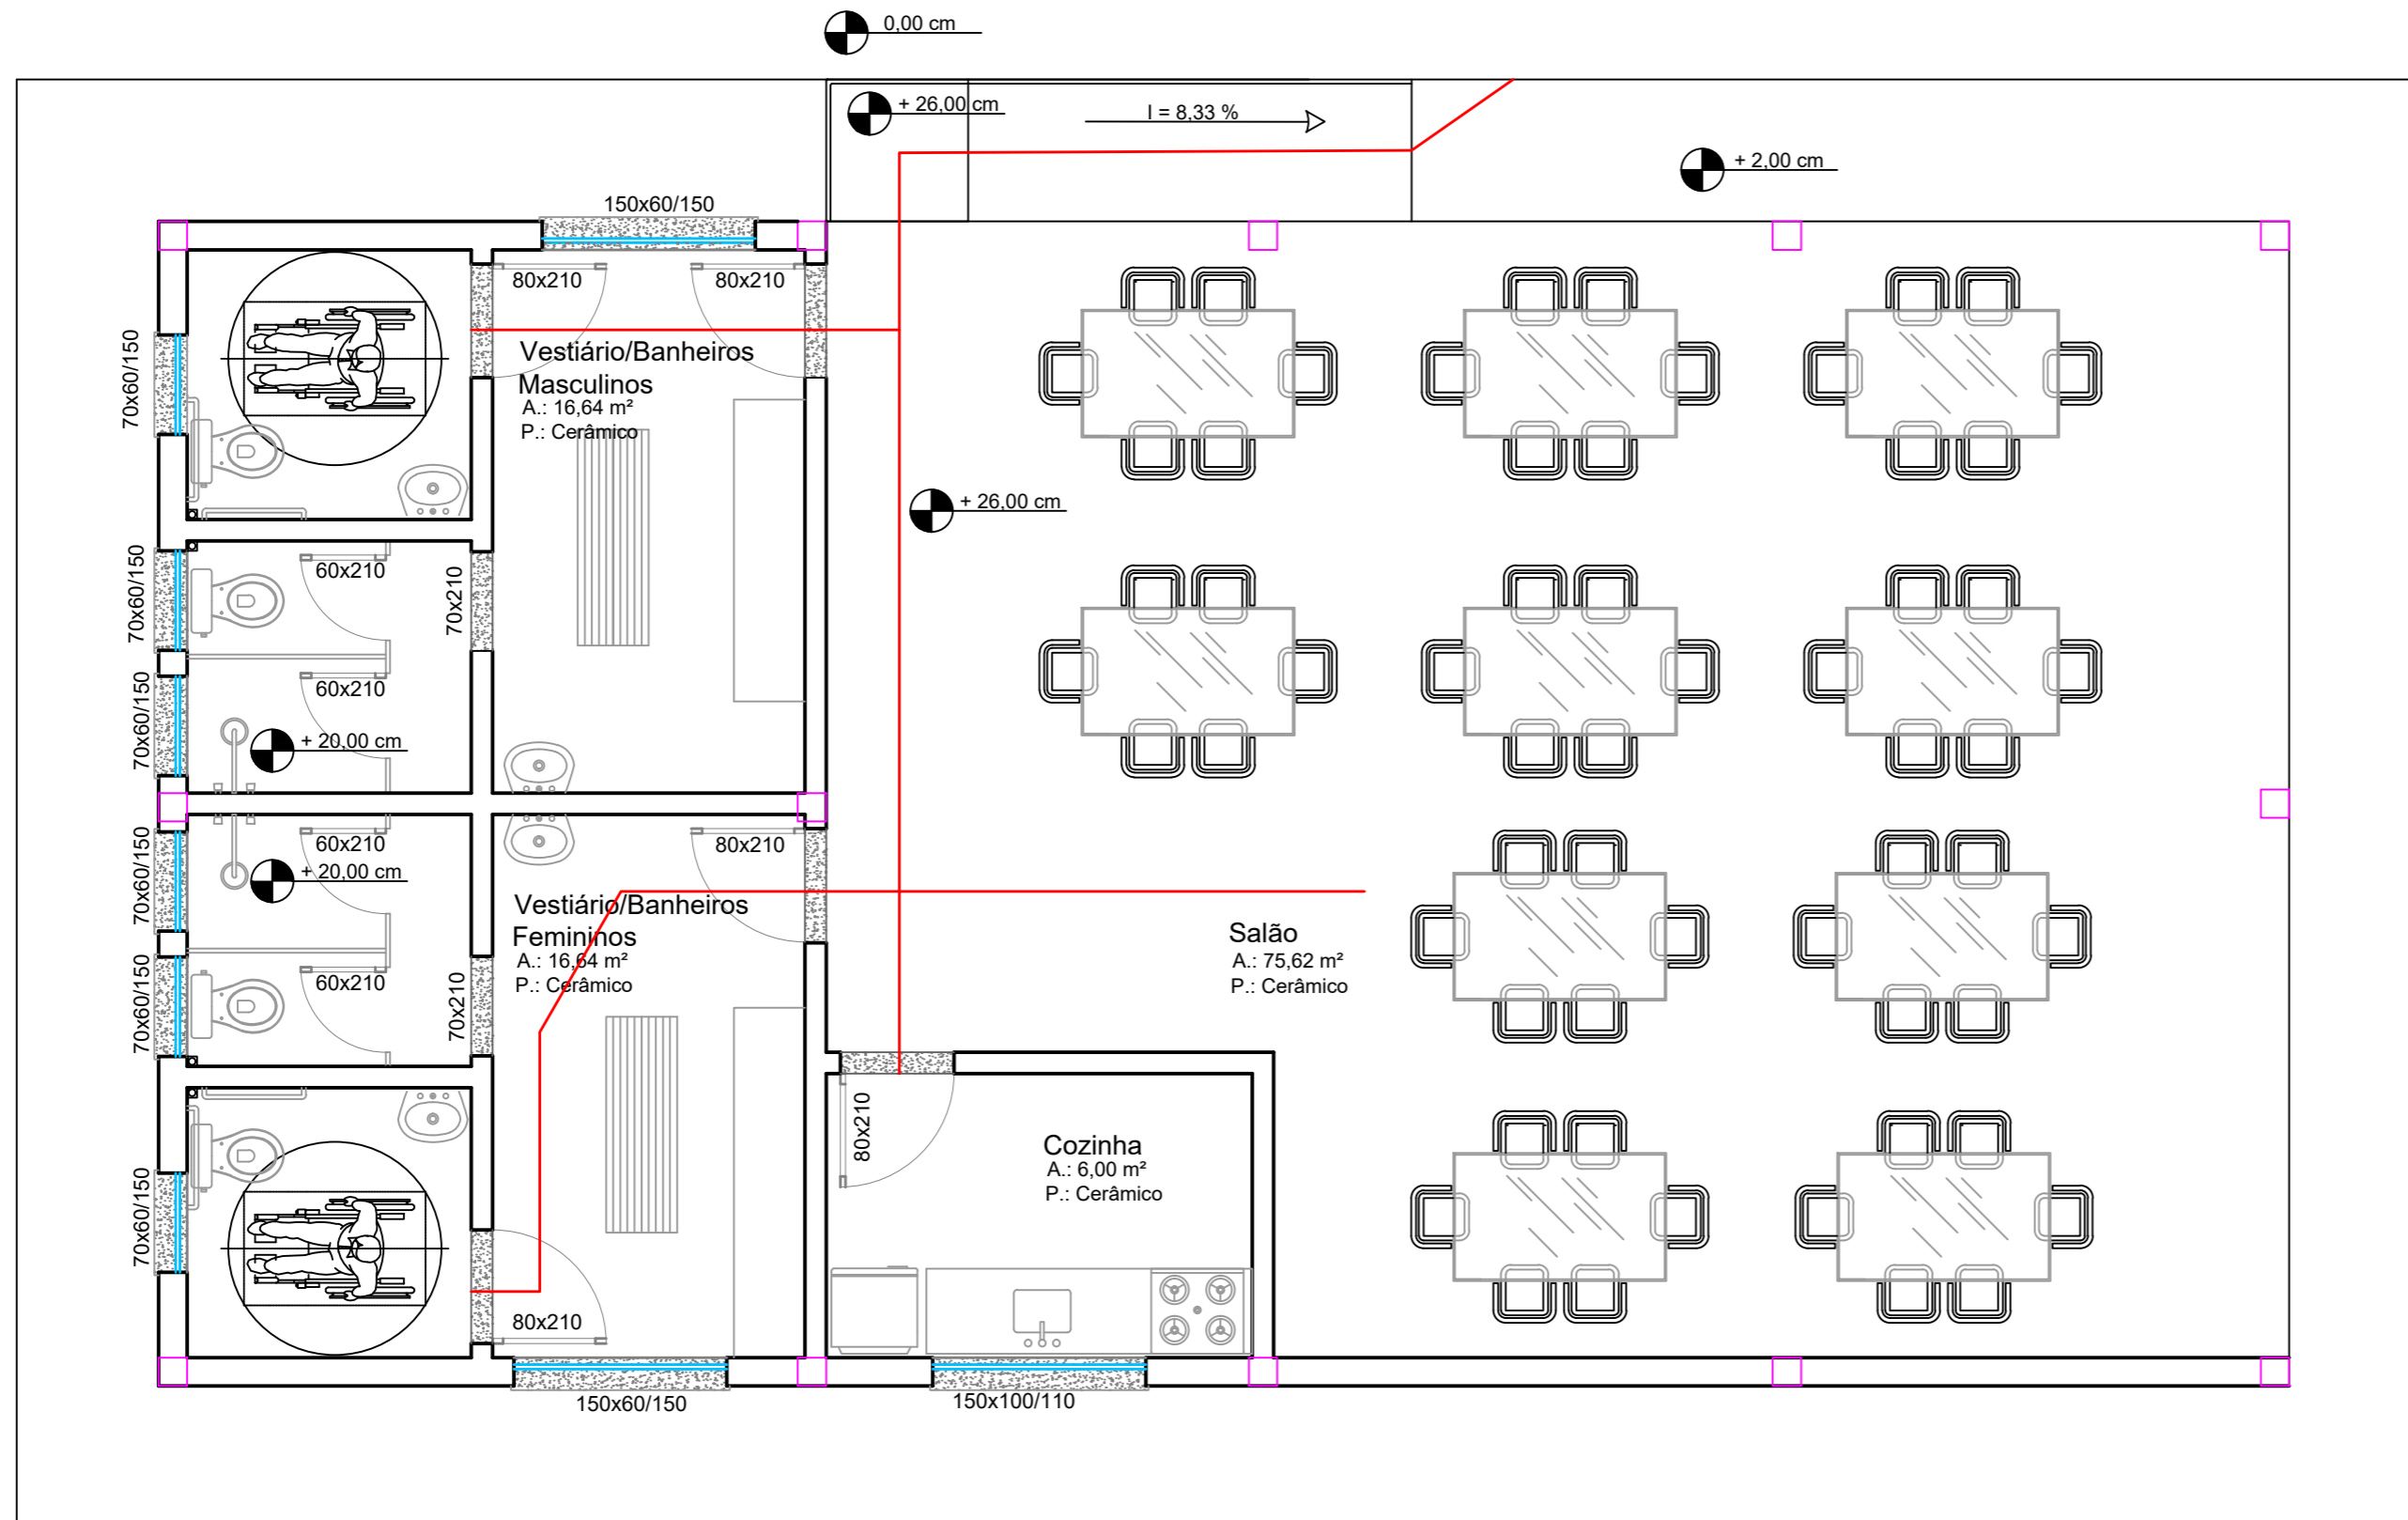 0,00 cm
+ 26,00 cm
I = 8,33 %
+ 2,00 cm
150x60/150
80x210
80x210
70x60/150
Vestiário/Banheiros
Masculinos
A.: 16,64 m²
P.: Cerâmico
+ 26,00 cm
70x60/150
60x210
70x210
70x60/150
60x210
+ 20,00 cm
70x60/150
60x210
80x210
+ 20,00 cm
Vestiário/Banheiros
Femininos
A.: 16,64 m²
P.: Cerâmico
Salão
A.: 75,62 m²
P.: Cerâmico
70x60/150
60x210
70x210
80x210
Cozinha
A.: 6,00 m²
P.: Cerâmico
70x60/150
80x210
150x60/150
150x100/110